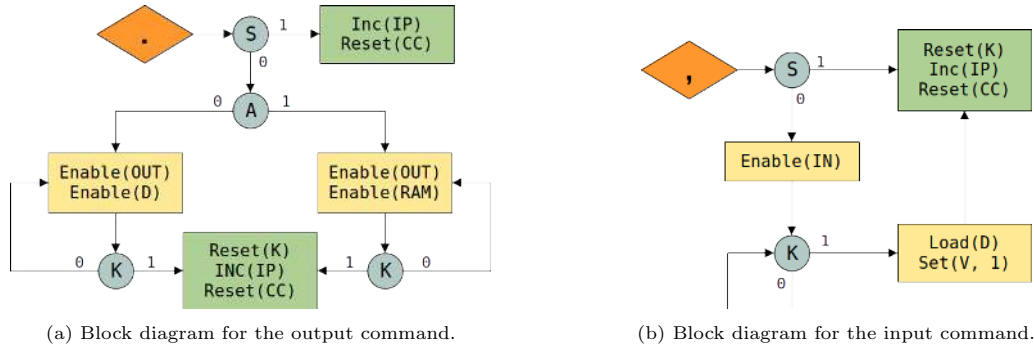 .
S
1
Inc(IP)
Reset(CC)
0
0
A
1
Enable(OUT)
Enable(D)
Enable(OUT)
Enable(RAM)
0
K
1
Reset(K)
INC(IP)
Reset(CC)
1
K
0
(a) Block diagram for the output command.
,
S
1
Reset(K)
Inc(IP)
Reset(CC)
0
Enable(IN)
K
1
Load(D)
Set(V, 1)
0
(b) Block diagram for the input command.